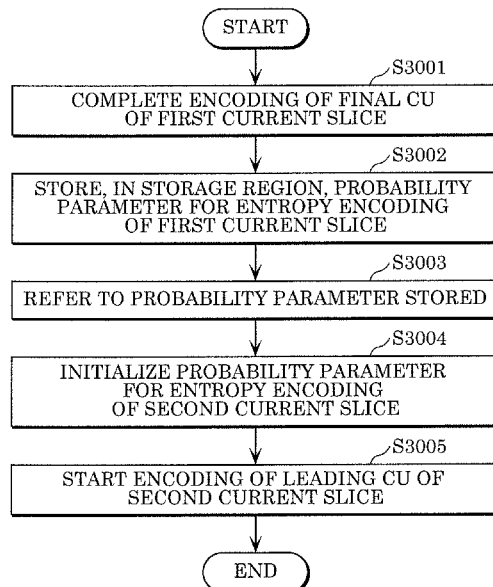 START
S3001
COMPLETE ENCODING OF FINAL CU
OF FIRST CURRENT SLICE
S3002
STORE, IN STORAGE REGION, PROBABILITY
PARAMETER FOR ENTROPY ENCODING
OF FIRST CURRENT SLICE
S3003
REFER TO PROBABILITY PARAMETER STORED
S3004
INITIALIZE PROBABILITY PARAMETER
FOR ENTROPY ENCODING
OF SECOND CURRENT SLICE
S3005
START ENCODING OF LEADING CU OF
SECOND CURRENT SLICE
END